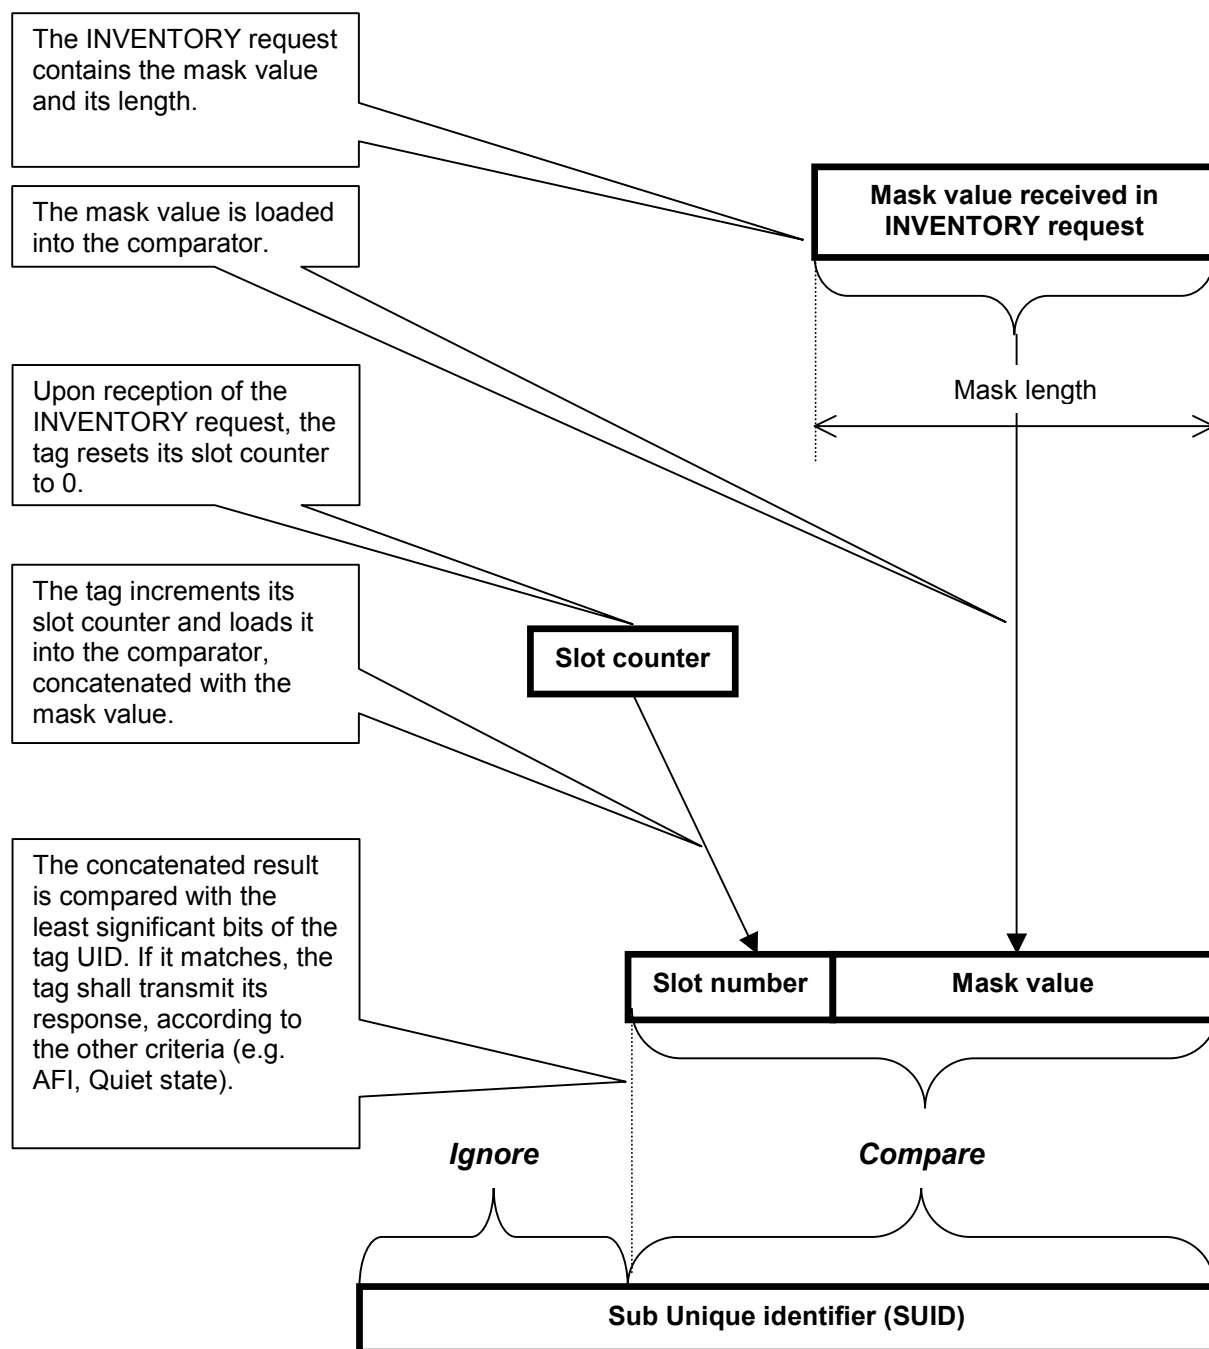 The INVENTORY request
contains the mask value
and its length.
Mask value received in
INVENTORY request
The mask value is loaded
into the comparator.
Mask length
Upon reception of the
INVENTORY request, the
tag resets its slot counter
to 0.
The tag increments its
slot counter and loads it
into the comparator,
concatenated with the
mask value.
Slot counter
The concatenated result
is compared with the
least significant bits of the
tag UID. If it matches, the
tag shall transmit its
response, according to
the other criteria (e.g.
AFI, Quiet state).
Slot number
Mask value
Ignore
Compare
Sub Unique identifier (SUID)